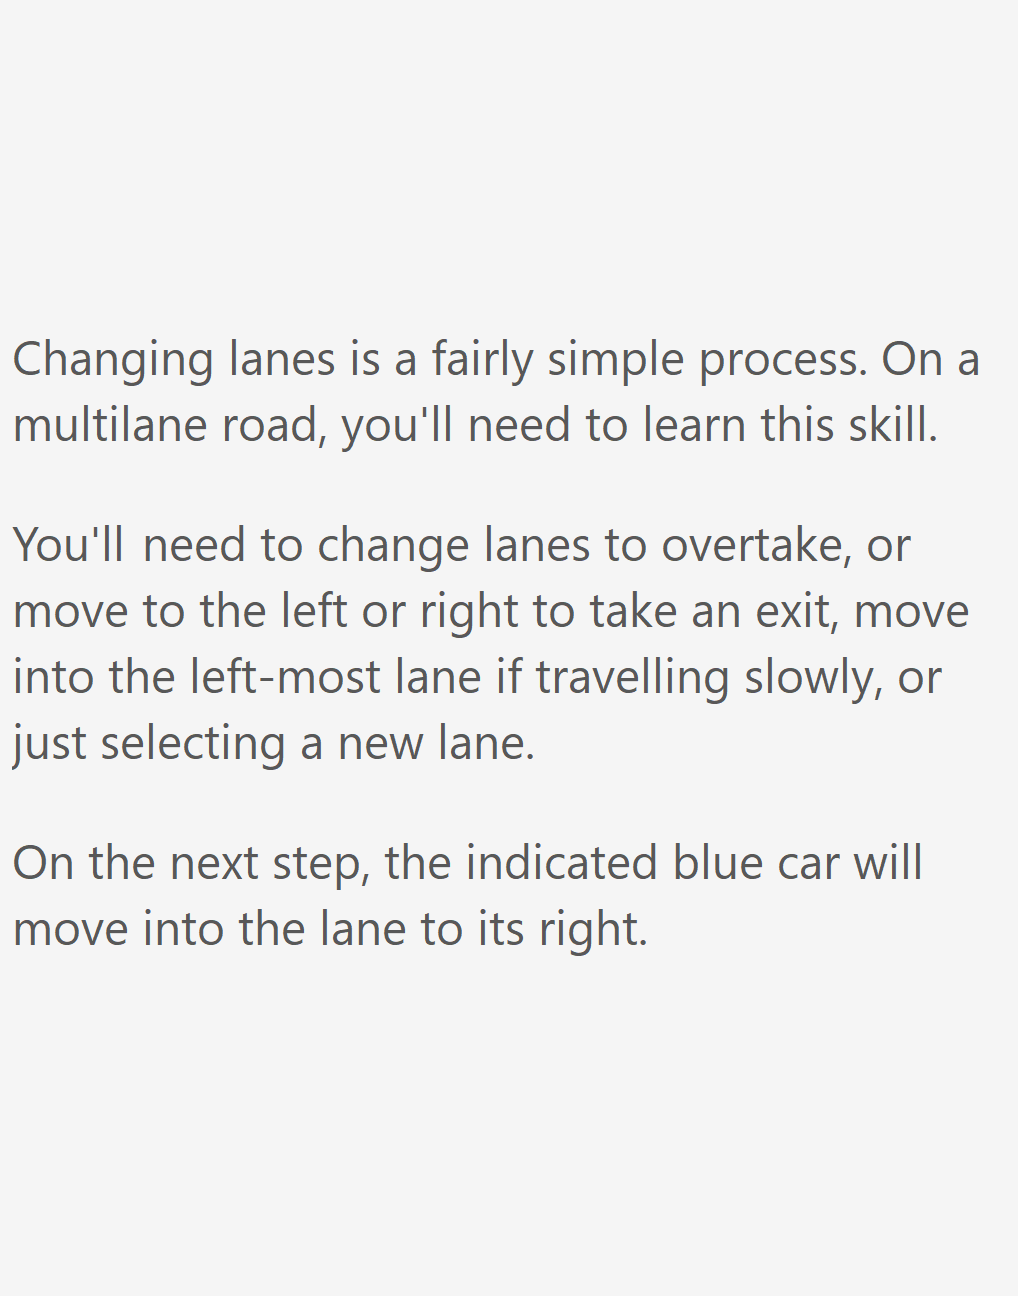 Changing lanes is a fairly simple process. On a
multilane road, you'll need to learn this skill.
You'll need to change lanes to overtake, or
move to the left or right to take an exit, move
into the left-most lane if travelling slowly, or
just selecting a new lane.
On the next step, the indicated blue car will
move into the lane to its right.